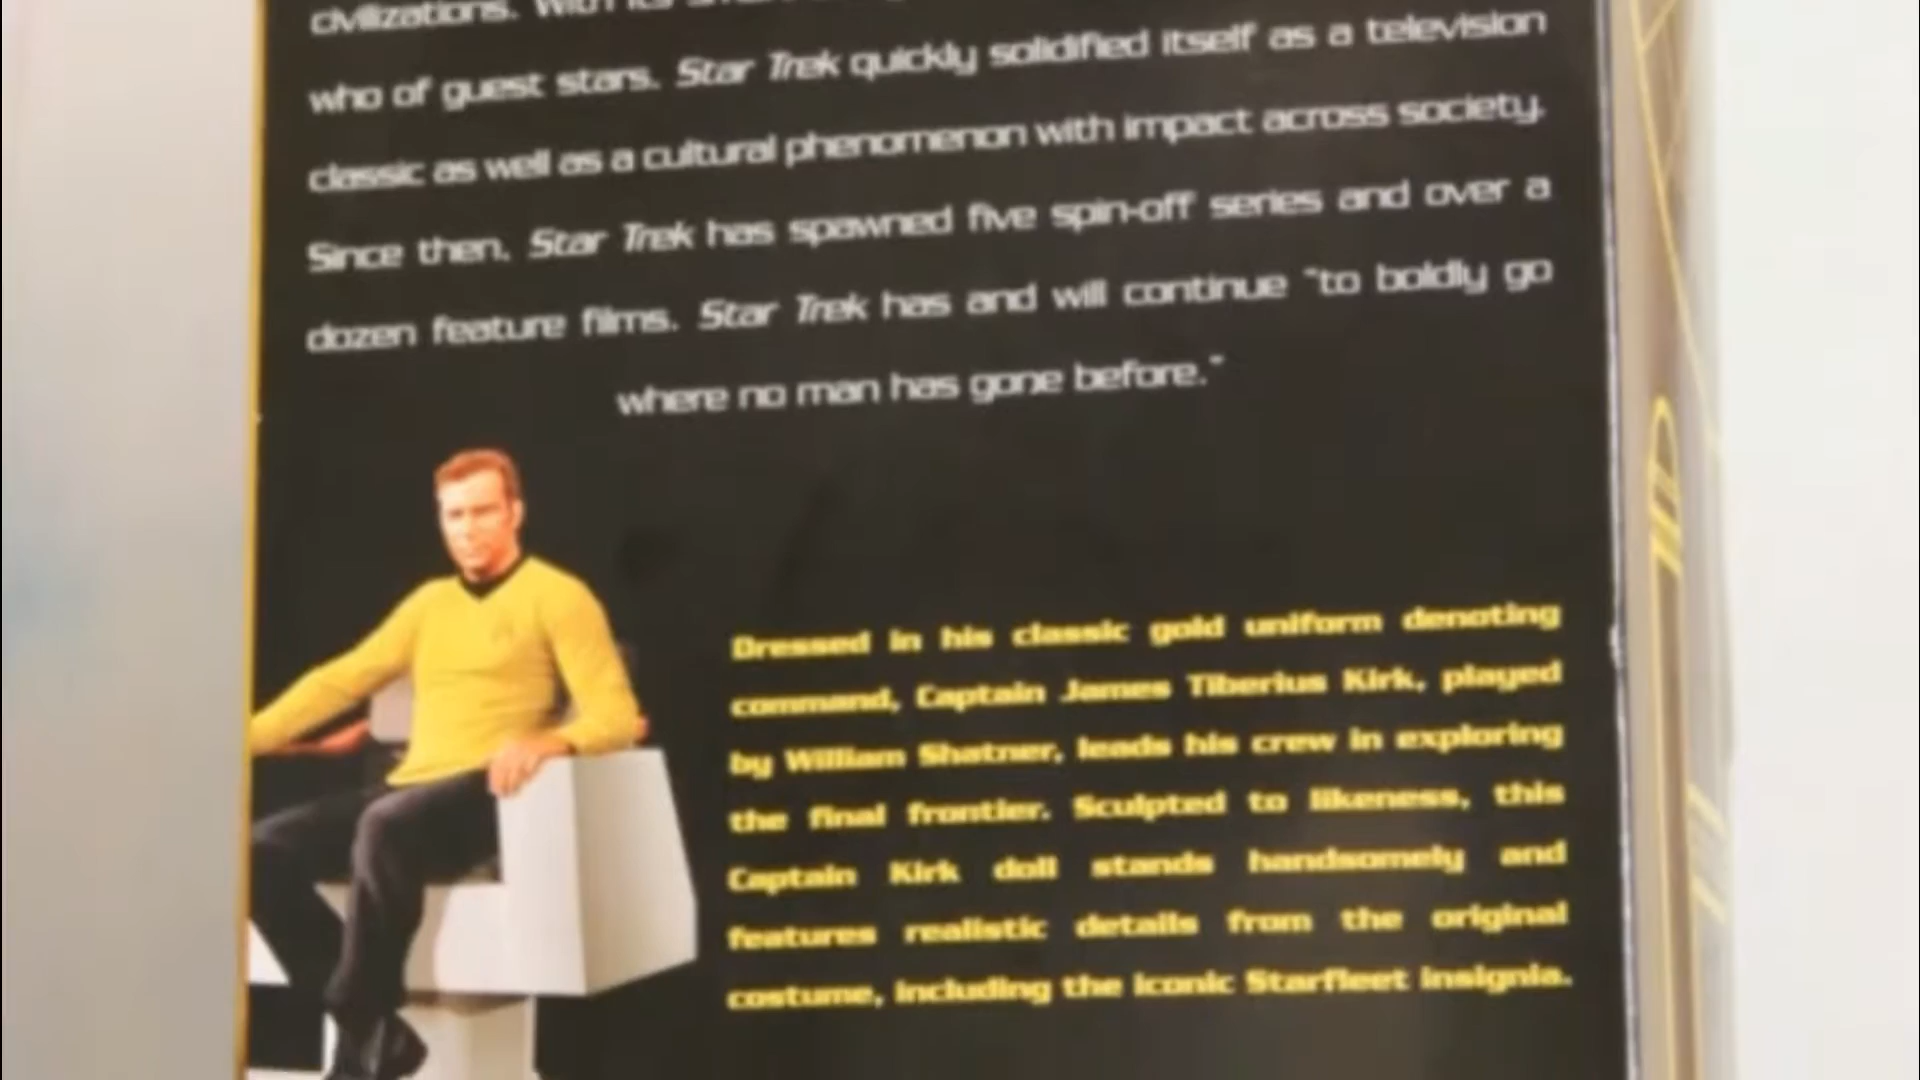 civilizations. With its
who of guest stars. Star Trek quickly solidified itself as a television
classic as well as a cultural phenomenon with impact across society.
Since then, Star Trek has spawned five spin-off series and over a
dozen feature films. Star Trek has and will continue "to boldly go
where no man has gone before."
Dressed in his classic gold uniform denoting
command, Captain James Tiberius Kirk, played
by William Shatner, leads his crew in exploring
the final frontier. Sculpted to likeness, this
Captain Kirk doll stands handsomely and
features realistic details from the original
costume, including the iconic Starfleet insignia.